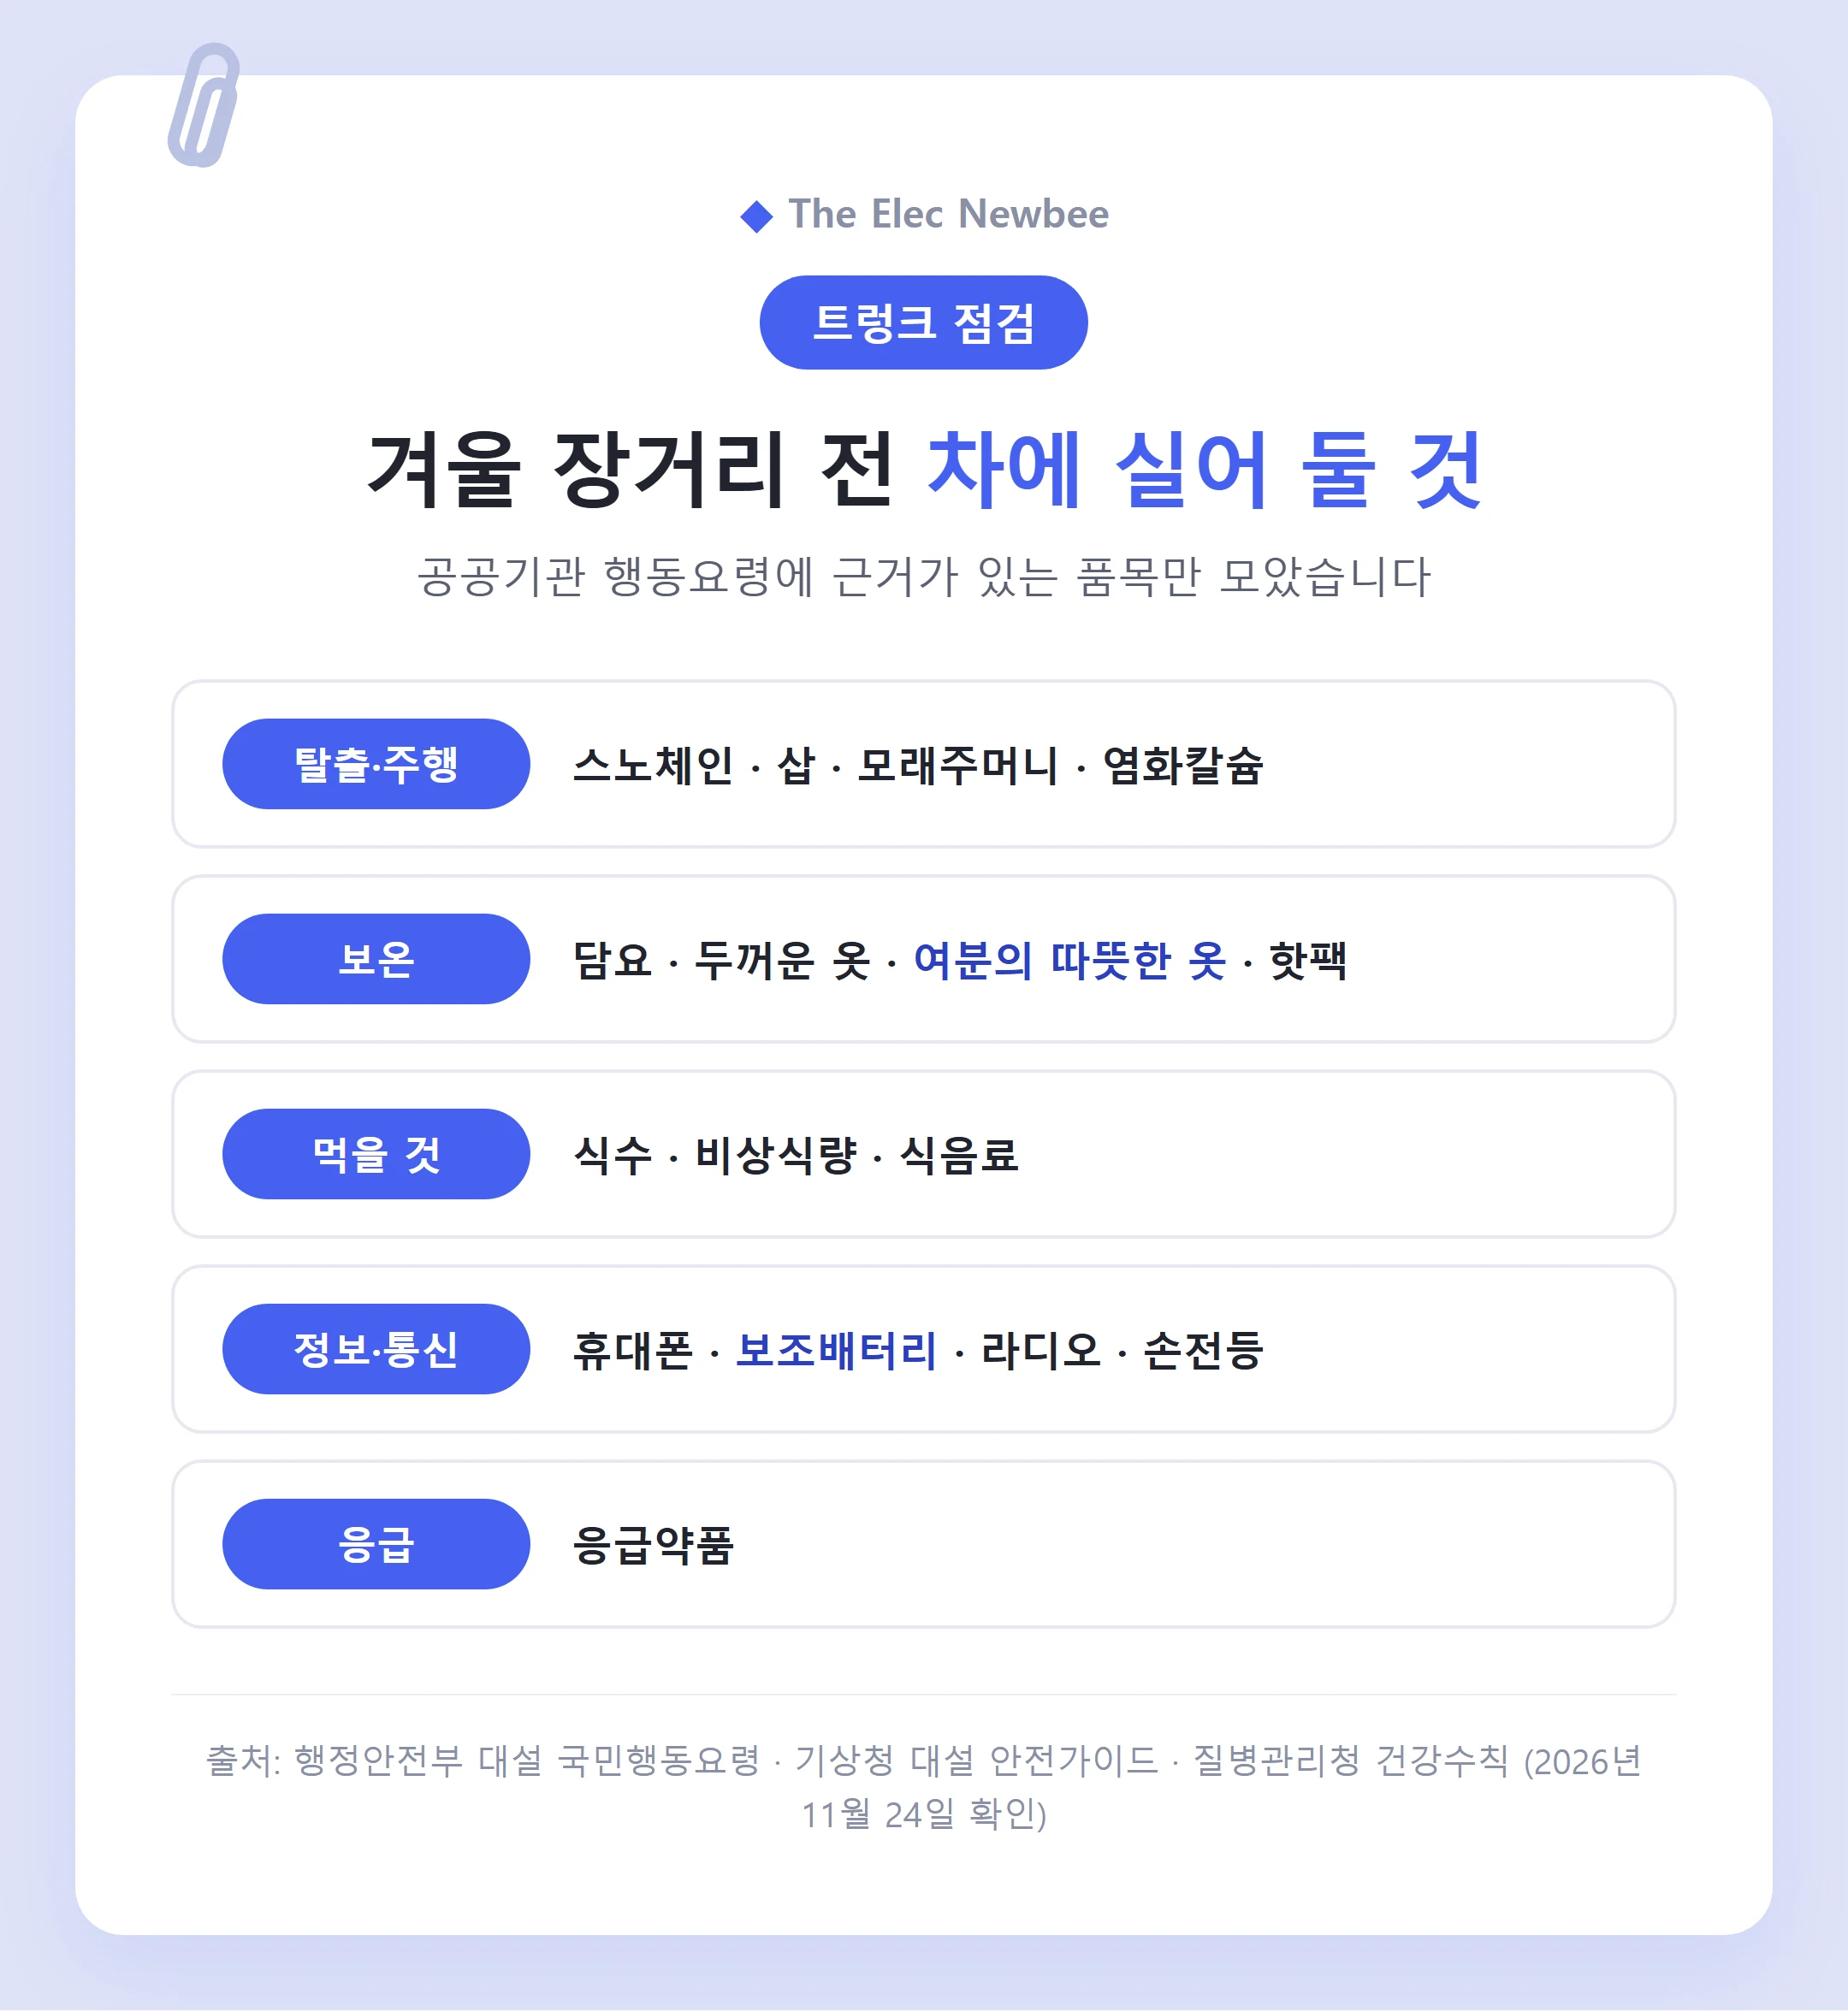 The Elec Newbee
트렁크 점검
겨울 장거리 전 차에 실어 둘 것
공공기관 행동요령에 근거가 있는 품목만 모았습니다
탈출·주행
스노체인 · 삽 · 모래주머니 · 염화칼슘
보온
담요 · 두꺼운 옷 · 여분의 따뜻한 옷 · 핫팩
먹을 것
식수 · 비상식량 · 식음료
정보·통신
휴대폰 · 보조배터리 · 라디오 · 손전등
응급
응급약품
출처: 행정안전부 대설 국민행동요령 · 기상청 대설 안전가이드 · 질병관리청 건강수칙 (2026년
11월 24일 확인)